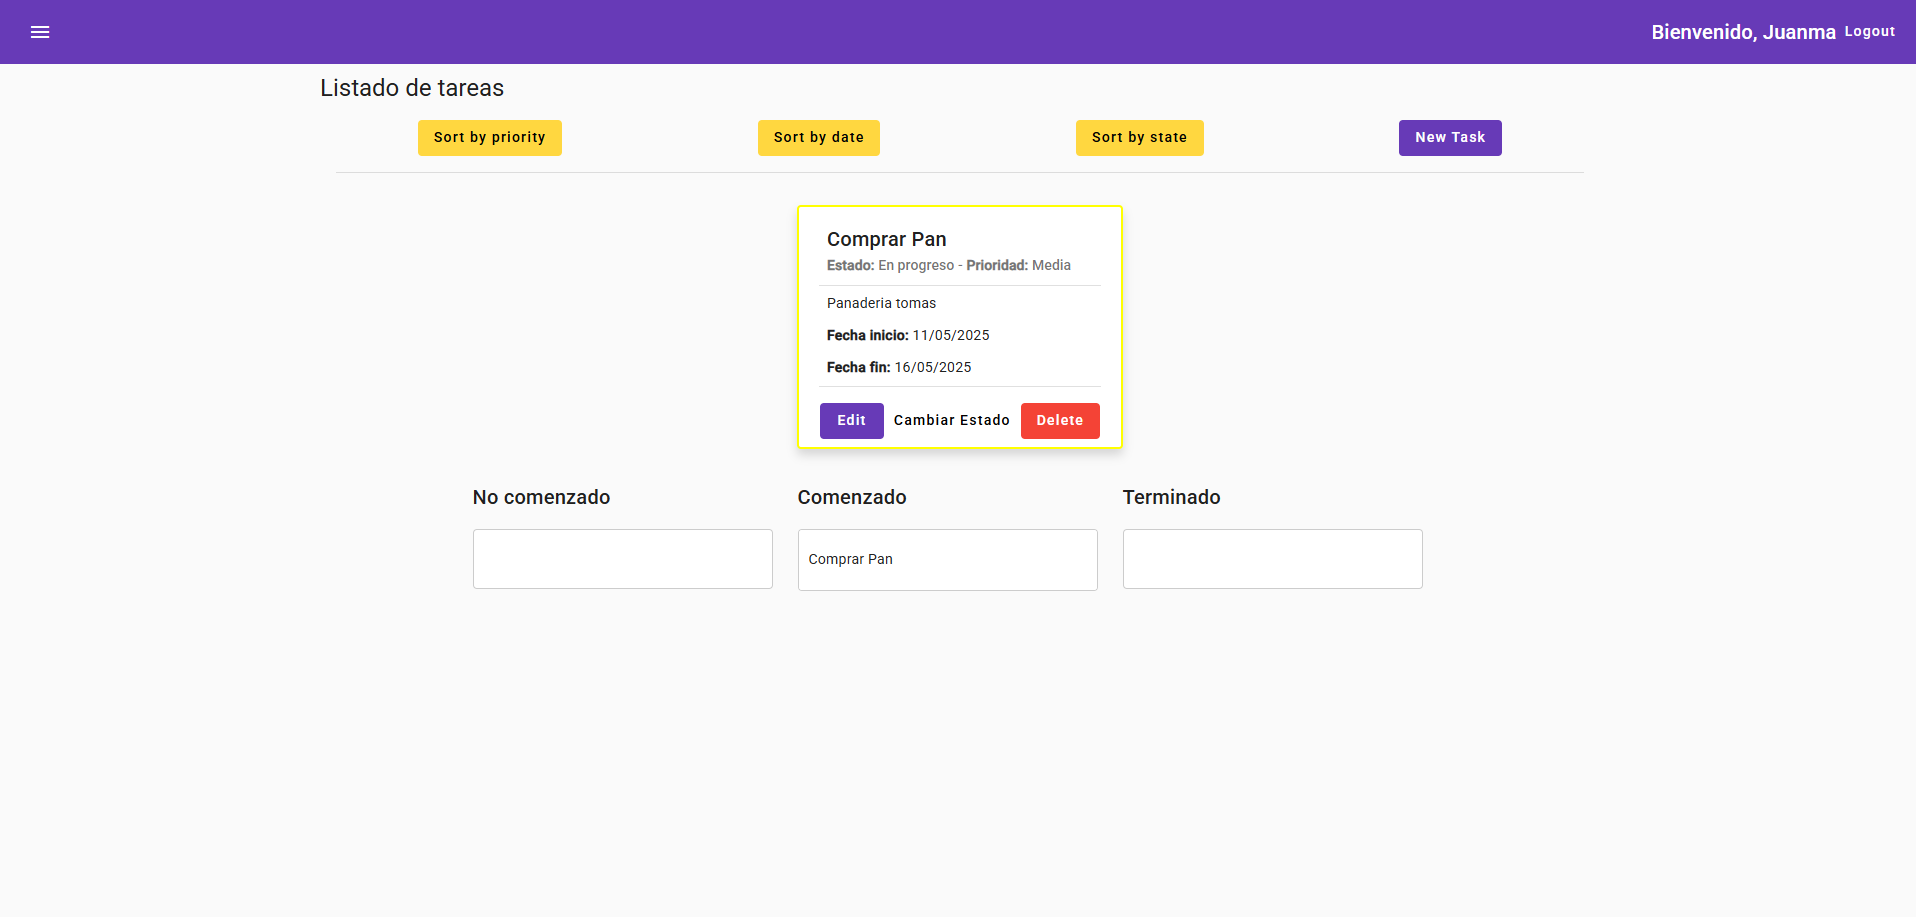 Bienvenido, Juanma Logout
Listado de tareas
Sort by priority
Sort by date
Sort by state
New Task
Comprar Pan
Estado: En progreso - Prioridad: Media
Panaderia tomas
Fecha inicio: 11/05/2025
Fecha fin: 16/05/2025
Edit
Cambiar Estado
Delete
No comenzado
Comenzado
Terminado
Comprar Pan